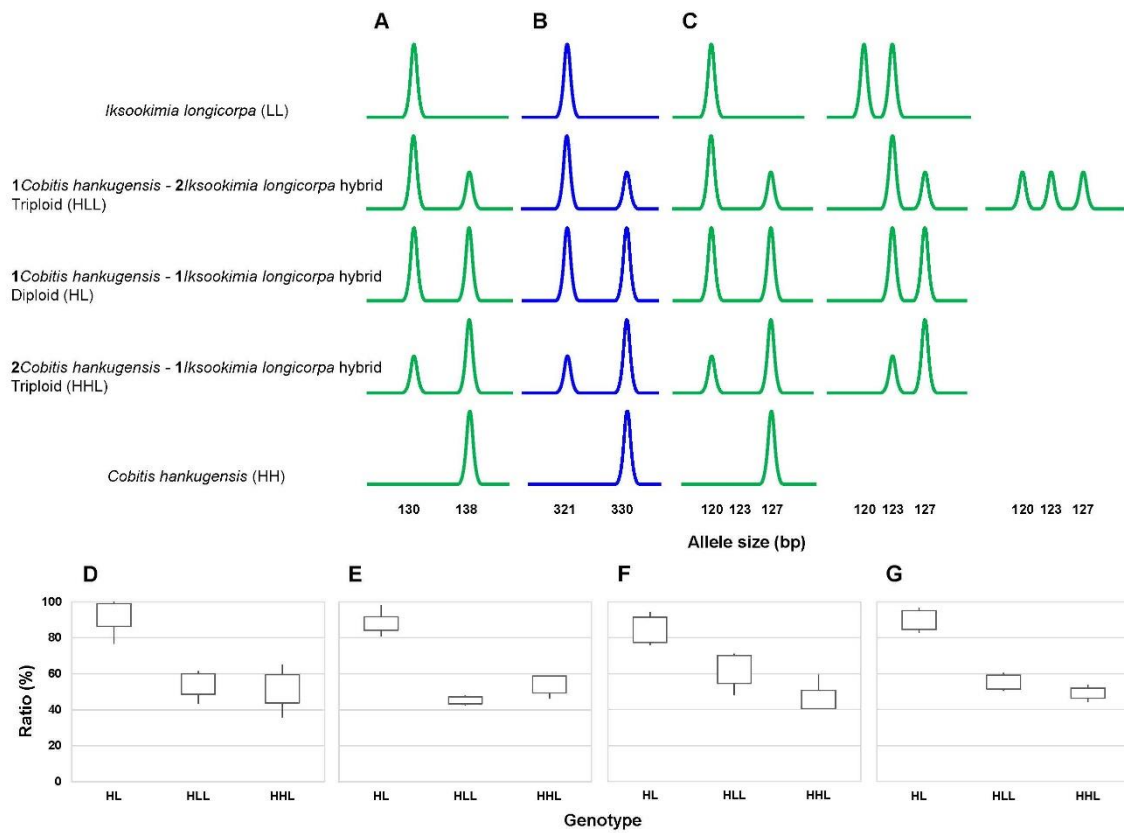 A B C
Iksookimia longicorpa (LL)
1Cobitis hankugensis - 2Iksookimia longicorpa hybrid
Triploid (HLL)
1Cobitis hankugensis - 1Iksookimia longicorpa hybrid
Diploid (HL)
2Cobitis hankugensis - 1Iksookimia longicorpa hybrid
Triploid (HHL)
Cobitis hankugensis (HH)
130 138 321 330 120 123 127 120 123 127 120 123 127
Allele size (bp)
D E F G
Ratio (%)
100
80
60
40
20
0
HL HLL HHL HL HLL HHL HL HLL HHL HL HLL HHL
Genotype